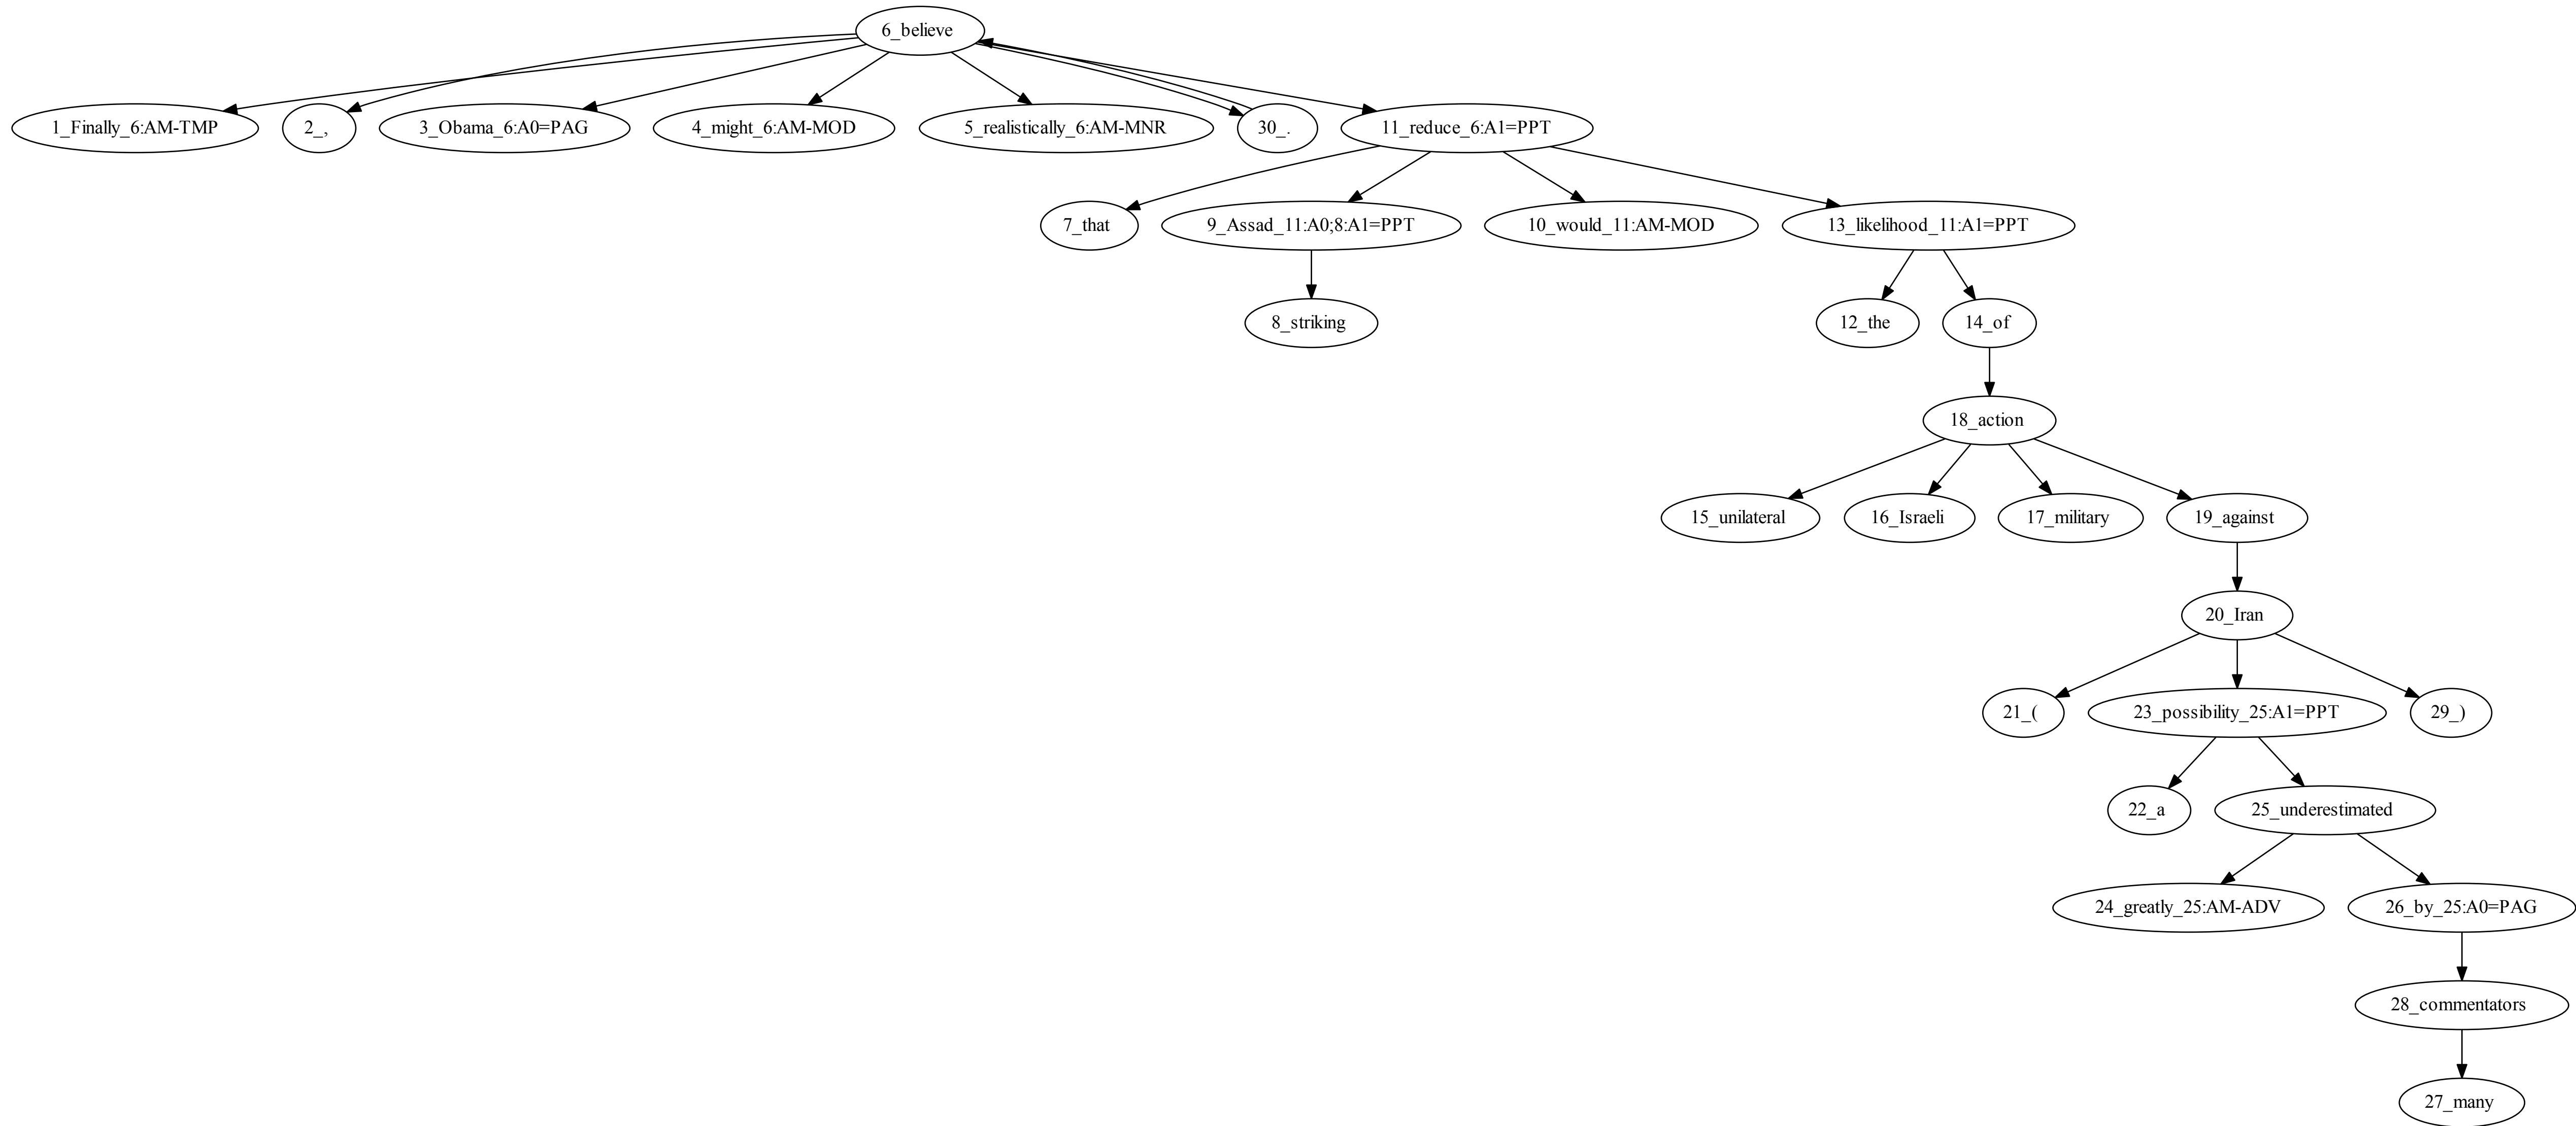 6_believe
1_Finally_6:AM-TMP
2_,
3_Obama_6:A0=PAG
4_might_6:AM-MOD
5_realistically_6:AM-MNR
30_.
11_reduce_6:A1=PPT
7_that
9_Assad_11:A0;8:A1=PPT
10_would_11:AM-MOD
13_likelihood_11:A1=PPT
8_striking
12_the
14_of
18_action
15_unilateral
16_Israeli
17_military
19_against
20_Iran
21_(
23_possibility_25:A1=PPT
29_)
22_a
25_underestimated
24_greatly_25:AM-ADV
26_by_25:A0=PAG
28_commentators
27_many